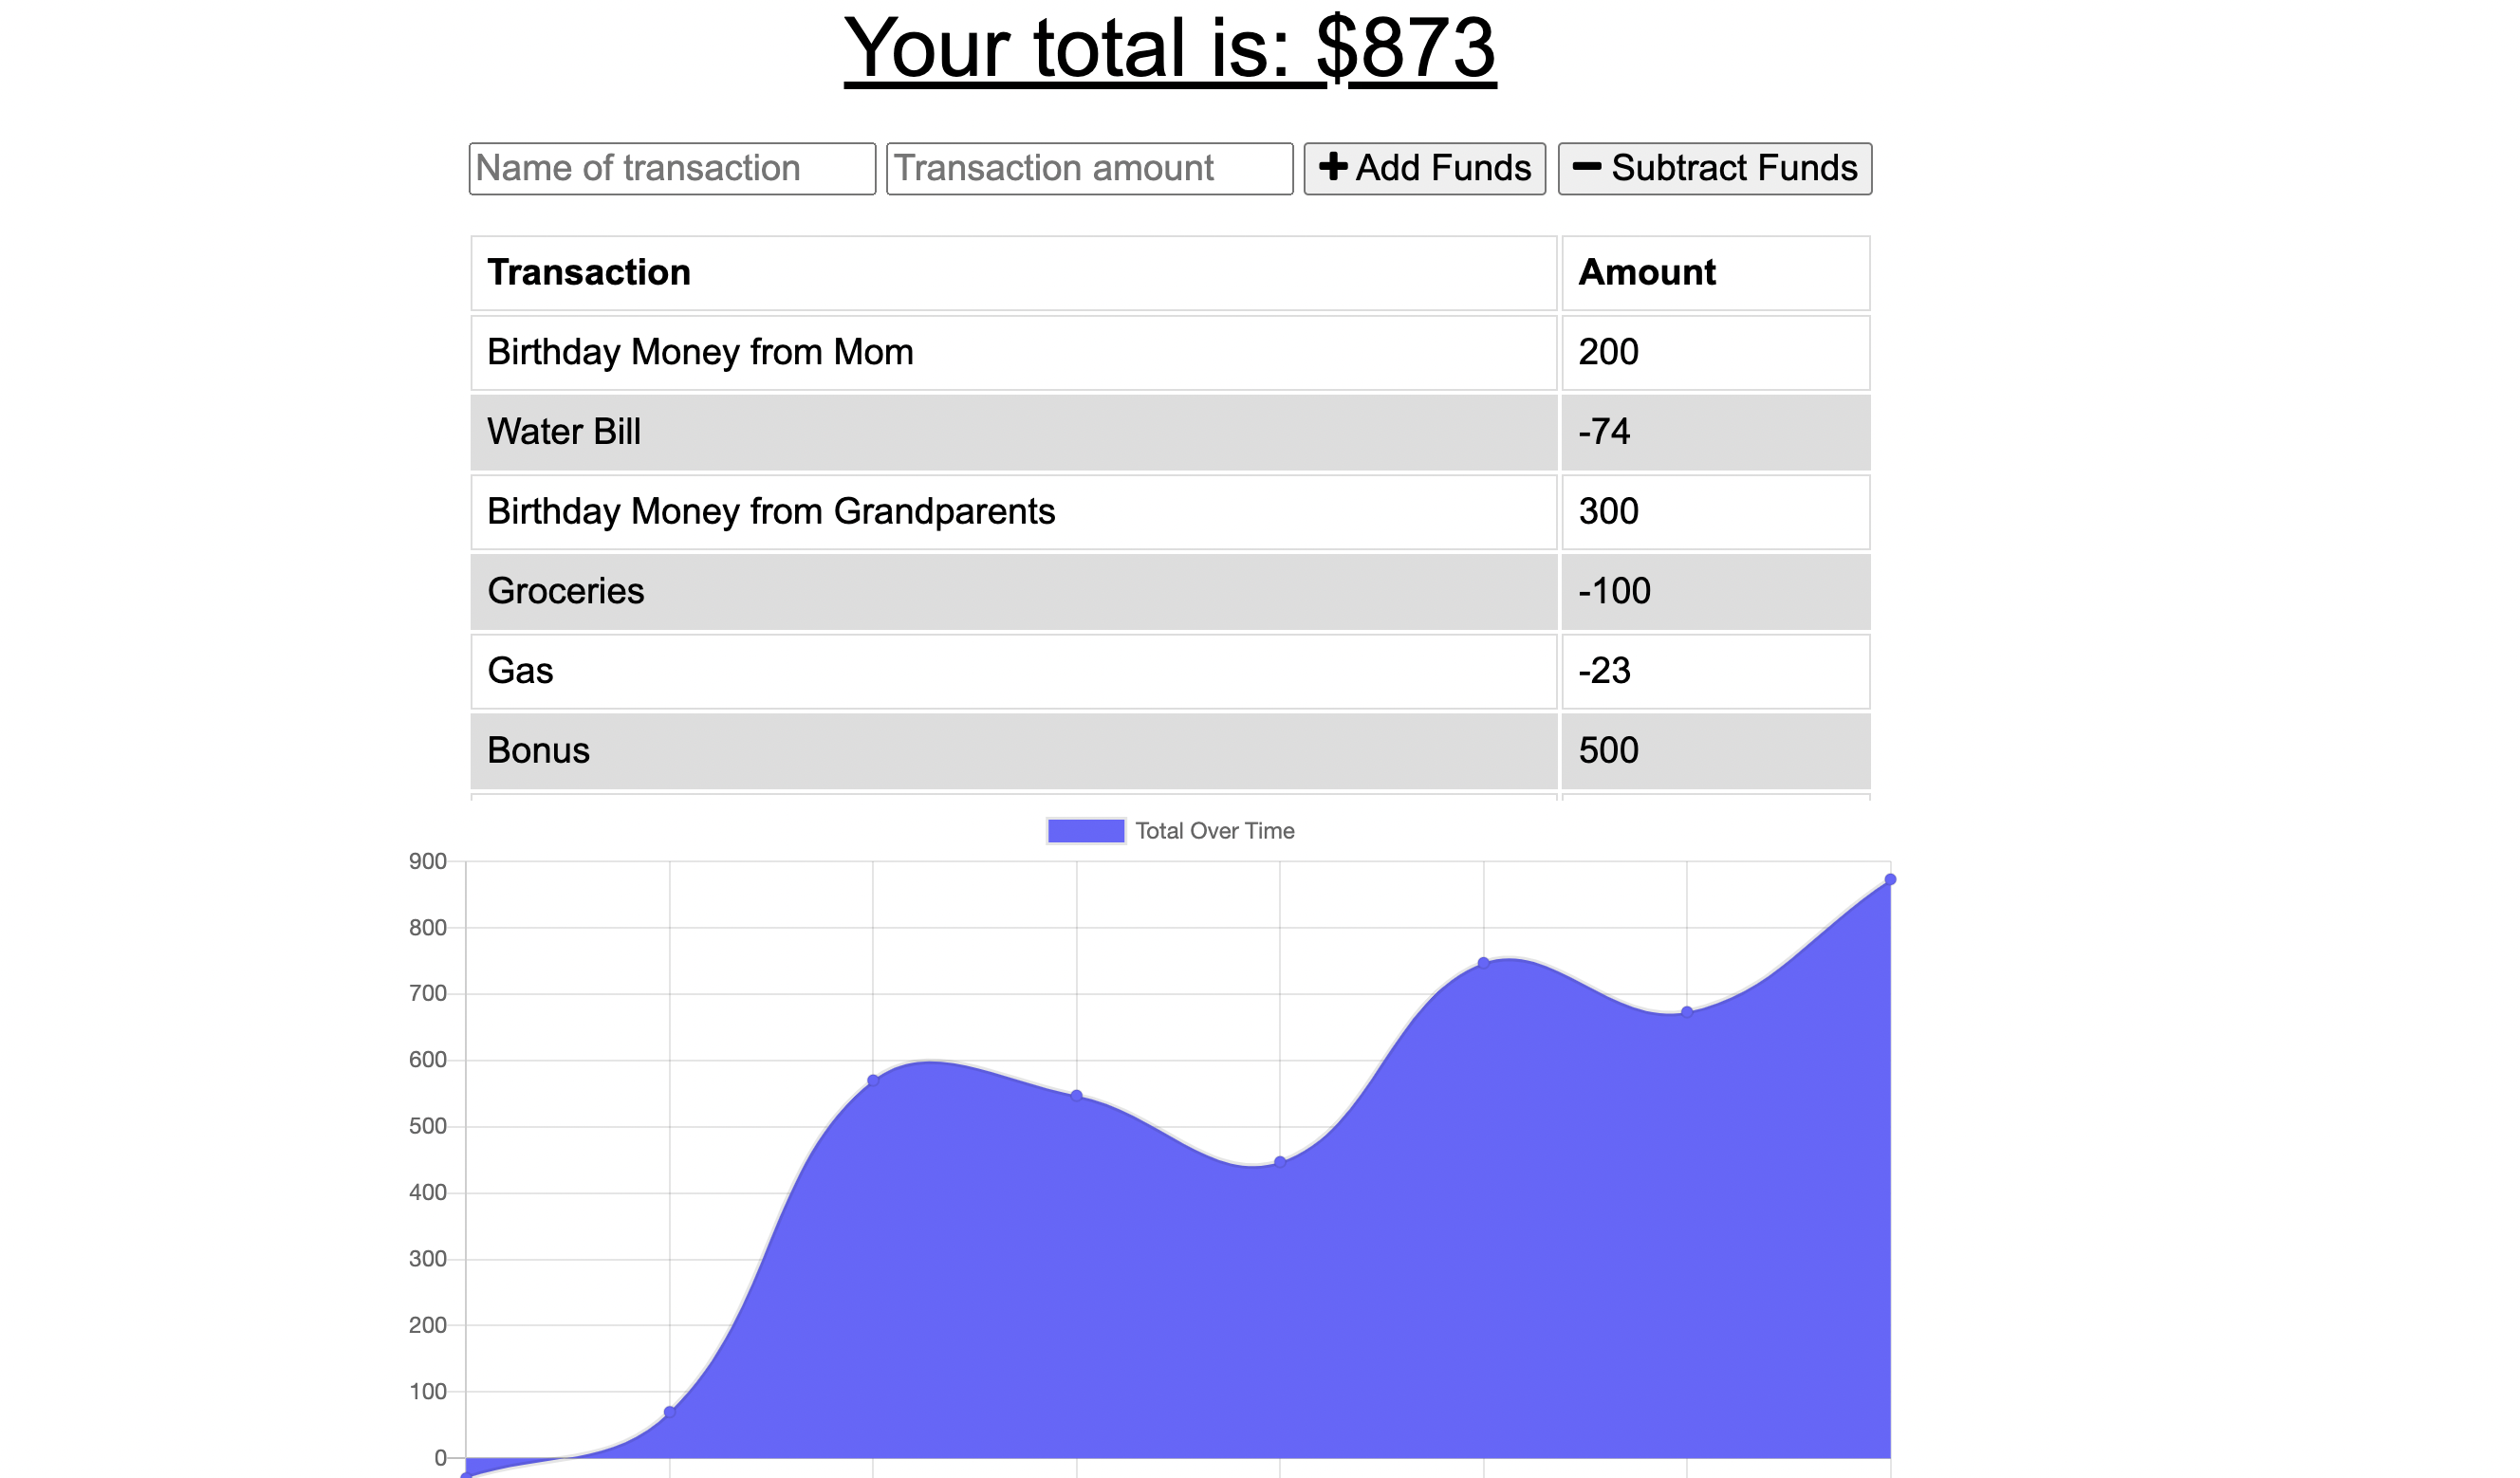 Your total is: $873
Name of transaction Transaction amount Add Funds Subtract Funds
Transaction Amount
Birthday Money from Mom 200
Water Bill -74
Birthday Money from Grandparents 300
Groceries -100
Gas -23
Bonus 500
Total Over Time
900
800
700
600
500
400
300
200
100
0